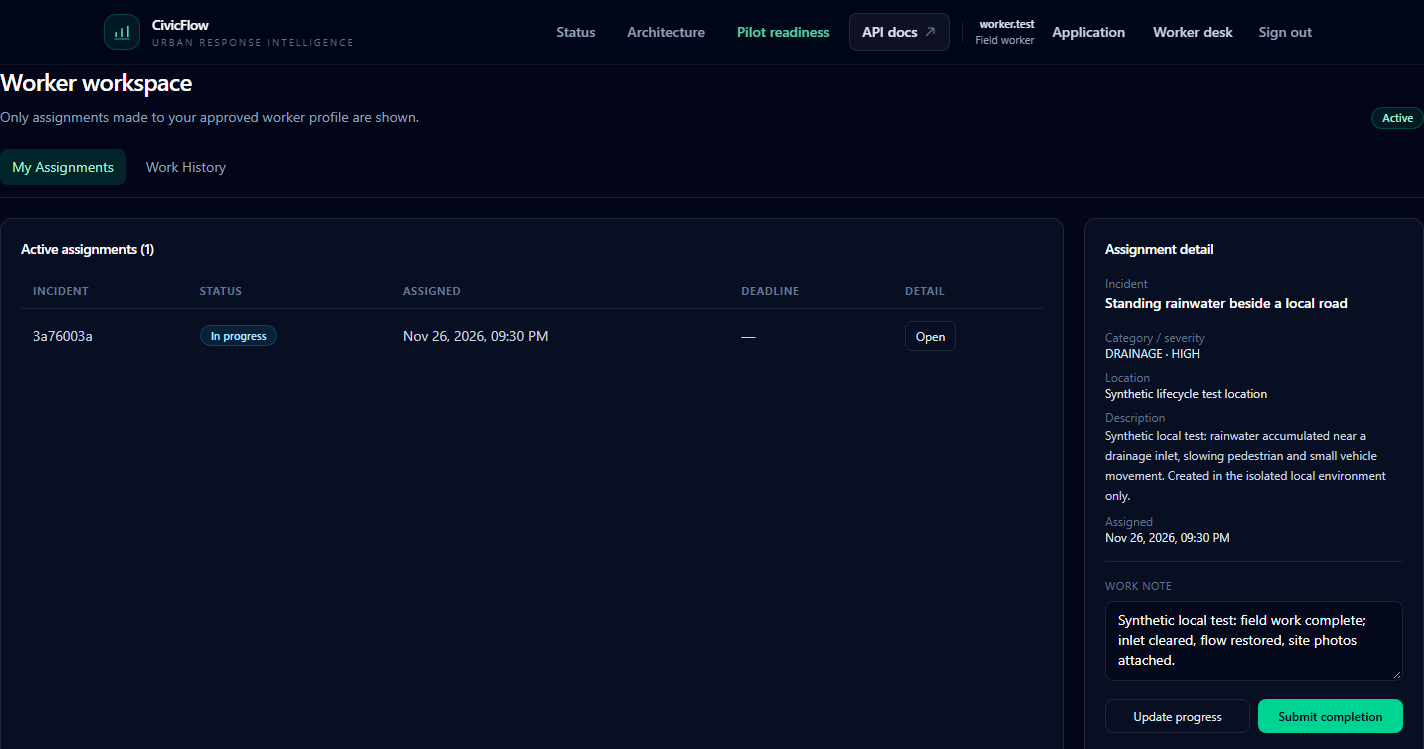 CivicFlow
URBAN RESPONSE INTELLIGENCE
Status
Architecture
Pilot readiness
API docs ↗
worker.test
Field worker
Application
Worker desk
Sign out
Worker workspace
Only assignments made to your approved worker profile are shown.
Active
My Assignments
Work History
Active assignments (1)
INCIDENT STATUS ASSIGNED DEADLINE DETAIL
3a76003a In progress Nov 26, 2026, 09:30 PM — Open
Assignment detail
Incident
Standing rainwater beside a local road
Category / severity
DRAINAGE · HIGH
Location
Synthetic lifecycle test location
Description
Synthetic local test: rainwater accumulated near a
drainage inlet, slowing pedestrian and small vehicle
movement. Created in the isolated local environment
only.
Assigned
Nov 26, 2026, 09:30 PM
WORK NOTE
Synthetic local test: field work complete;
inlet cleared, flow restored, site photos
attached.
Update progress
Submit completion